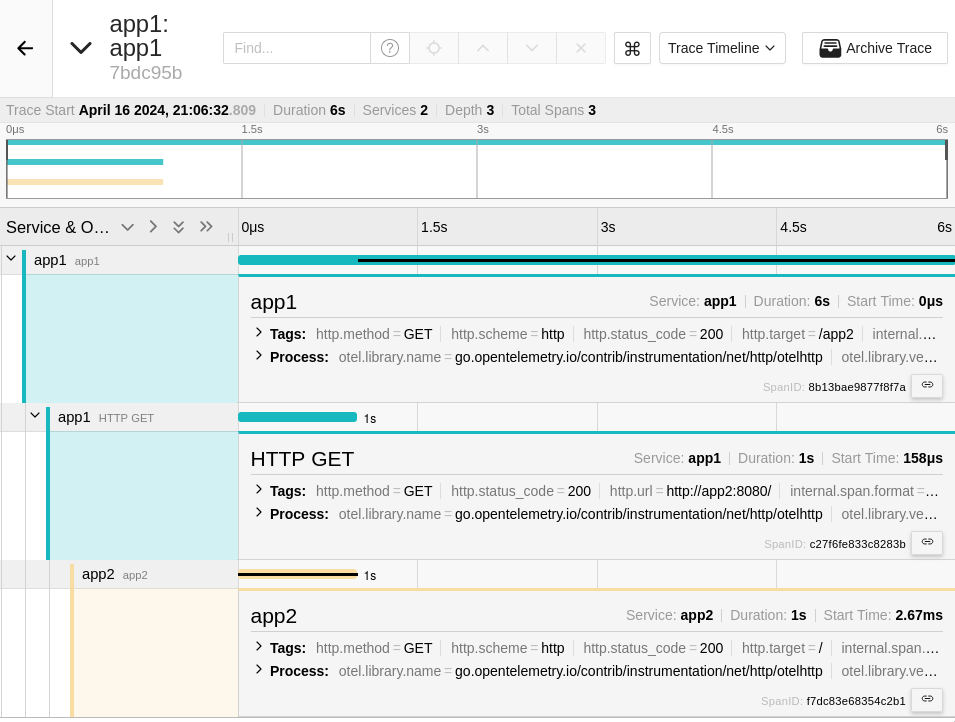 app1:
app1
7bdc95b
Find...
?
⌘
Trace Timeline
Archive Trace
Trace Start April 16 2024, 21:06:32.809 Duration 6s Services 2 Depth 3 Total Spans 3
0μs 1.5s 3s 4.5s 6s
Service & O… 0μs 1.5s 3s 4.5s 6s
app1 app1
app1 Service: app1 Duration: 6s Start Time: 0μs
Tags: http.method = GET http.scheme = http http.status_code = 200 http.target = /app2 internal.…
Process: otel.library.name = go.opentelemetry.io/contrib/instrumentation/net/http/otelhttp otel.library.ve…
SpanID: 8b13bae9877f8f7a
app1 HTTP GET 1s
HTTP GET Service: app1 Duration: 1s Start Time: 158μs
Tags: http.method = GET http.status_code = 200 http.url = http://app2:8080/ internal.span.format =…
Process: otel.library.name = go.opentelemetry.io/contrib/instrumentation/net/http/otelhttp otel.library.ve…
SpanID: c27f6fe833c8283b
app2 app2 1s
app2 Service: app2 Duration: 1s Start Time: 2.67ms
Tags: http.method = GET http.scheme = http http.status_code = 200 http.target = / internal.span.…
Process: otel.library.name = go.opentelemetry.io/contrib/instrumentation/net/http/otelhttp otel.library.ve…
SpanID: f7dc83e68354c2b1